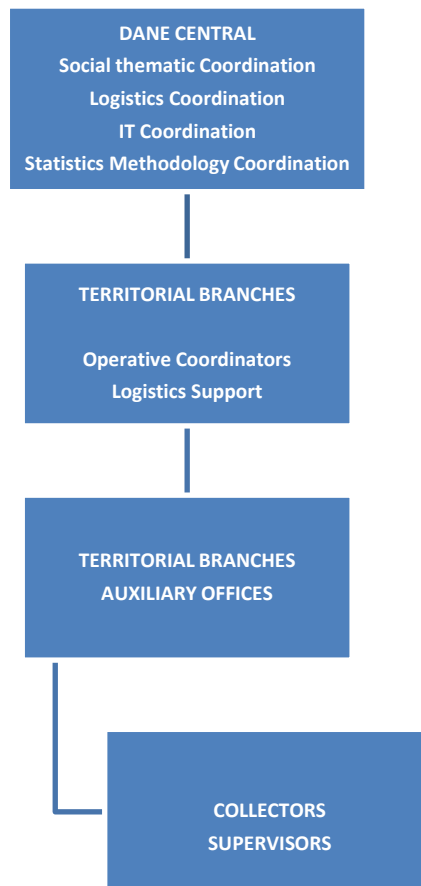 DANE CENTRAL
Social thematic Coordination
Logistics Coordination
IT Coordination
Statistics Methodology Coordination
TERRITORIAL BRANCHES
Operative Coordinators
Logistics Support
TERRITORIAL BRANCHES
AUXILIARY OFFICES
COLLECTORS
SUPERVISORS